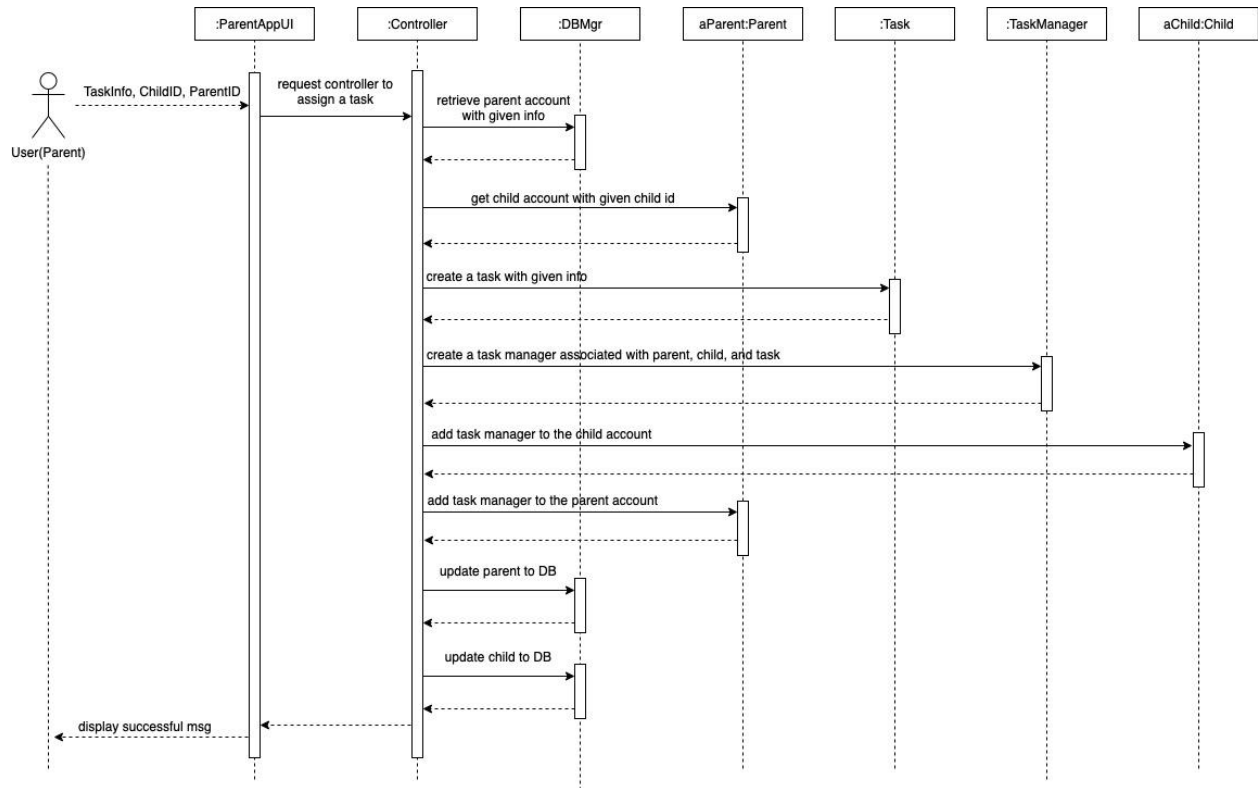 :ParentAppUI
:Controller
:DBMgr
aParent:Parent
:Task
:TaskManager
aChild:Child
TaskInfo, ChildID, ParentID
User(Parent)
request controller to
assign a task
retrieve parent account
with given info
get child account with given child id
create a task with given info
create a task manager associated with parent, child, and task
add task manager to the child account
add task manager to the parent account
update parent to DB
update child to DB
display successful msg